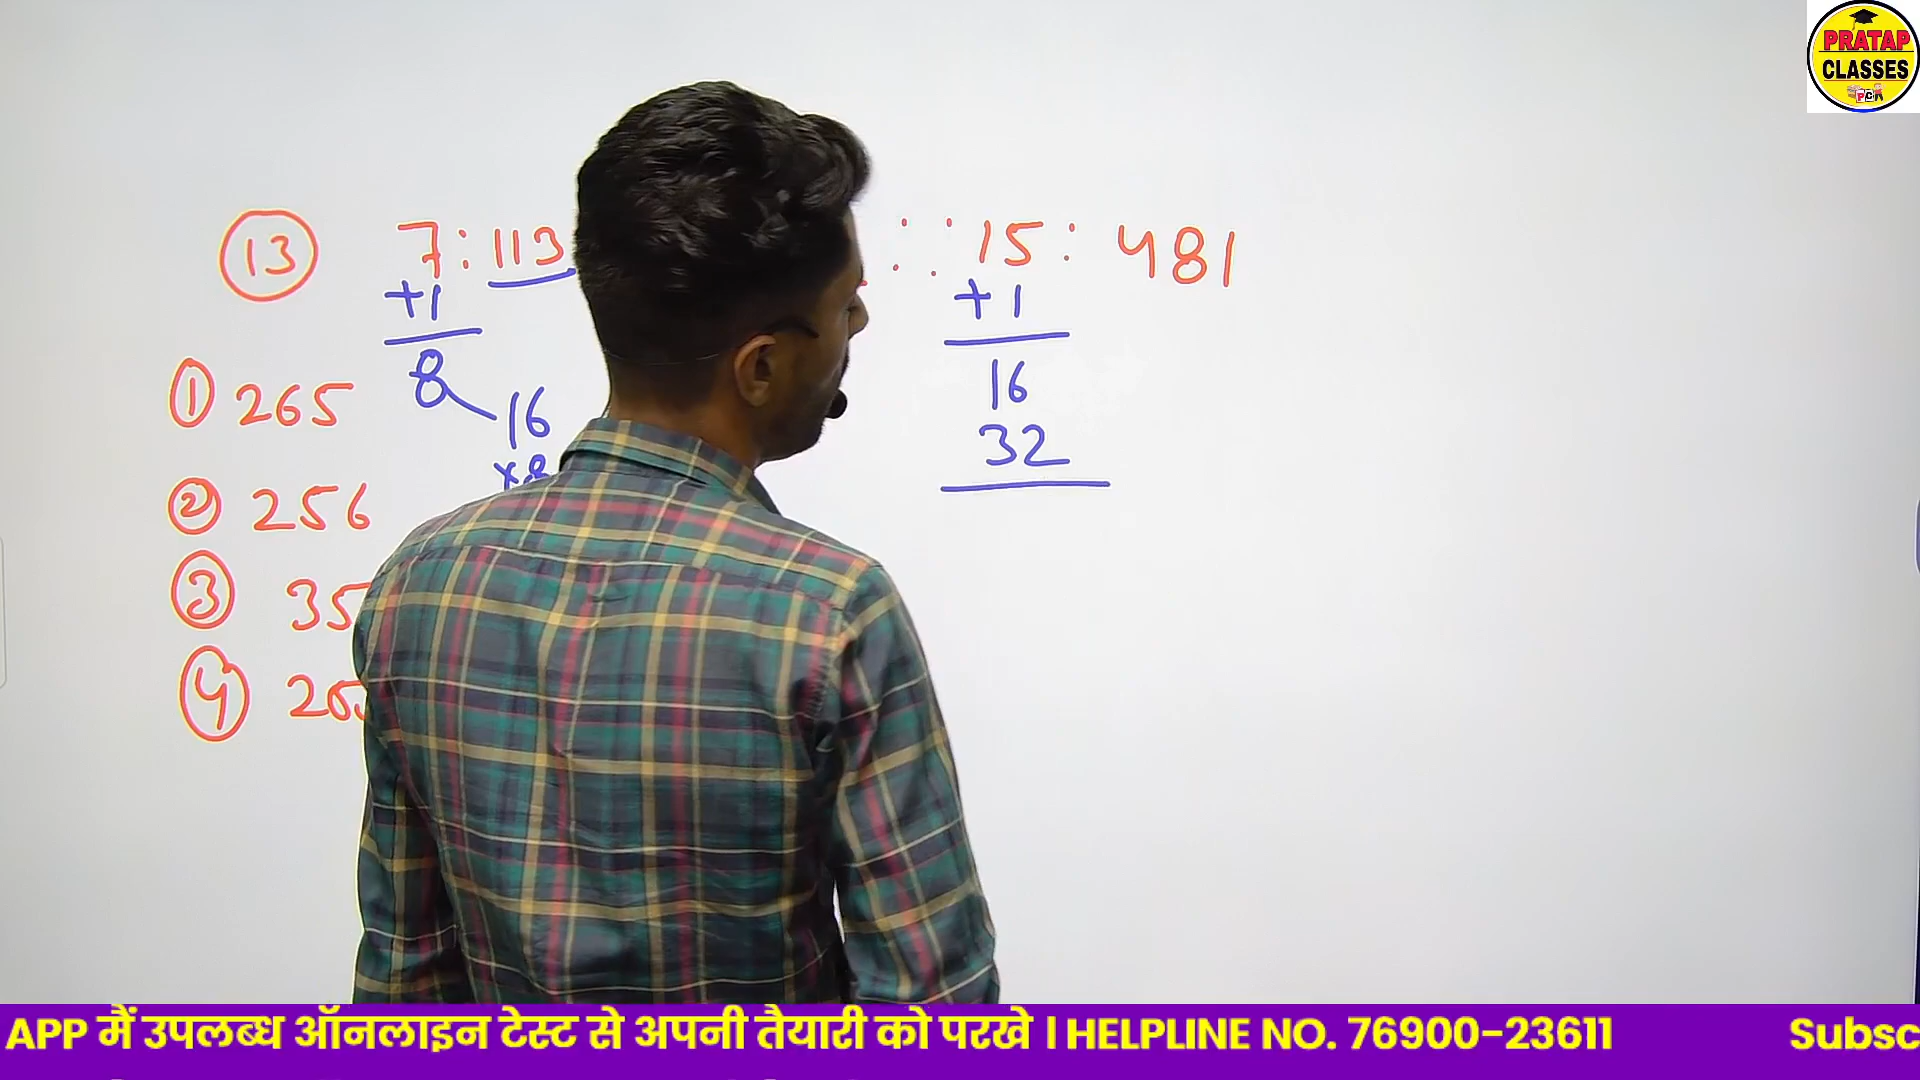 PRATAP
CLASSES
13 7 : 113 :: 15 : 481
+1 +1
8 16
16 32
×8
1 265
2 256
3 35
4 26
APP मैं उपलब्ध ऑनलाइन टेस्ट से अपनी तैयारी को परखे । HELPLINE NO. 76900-23611 Subsc